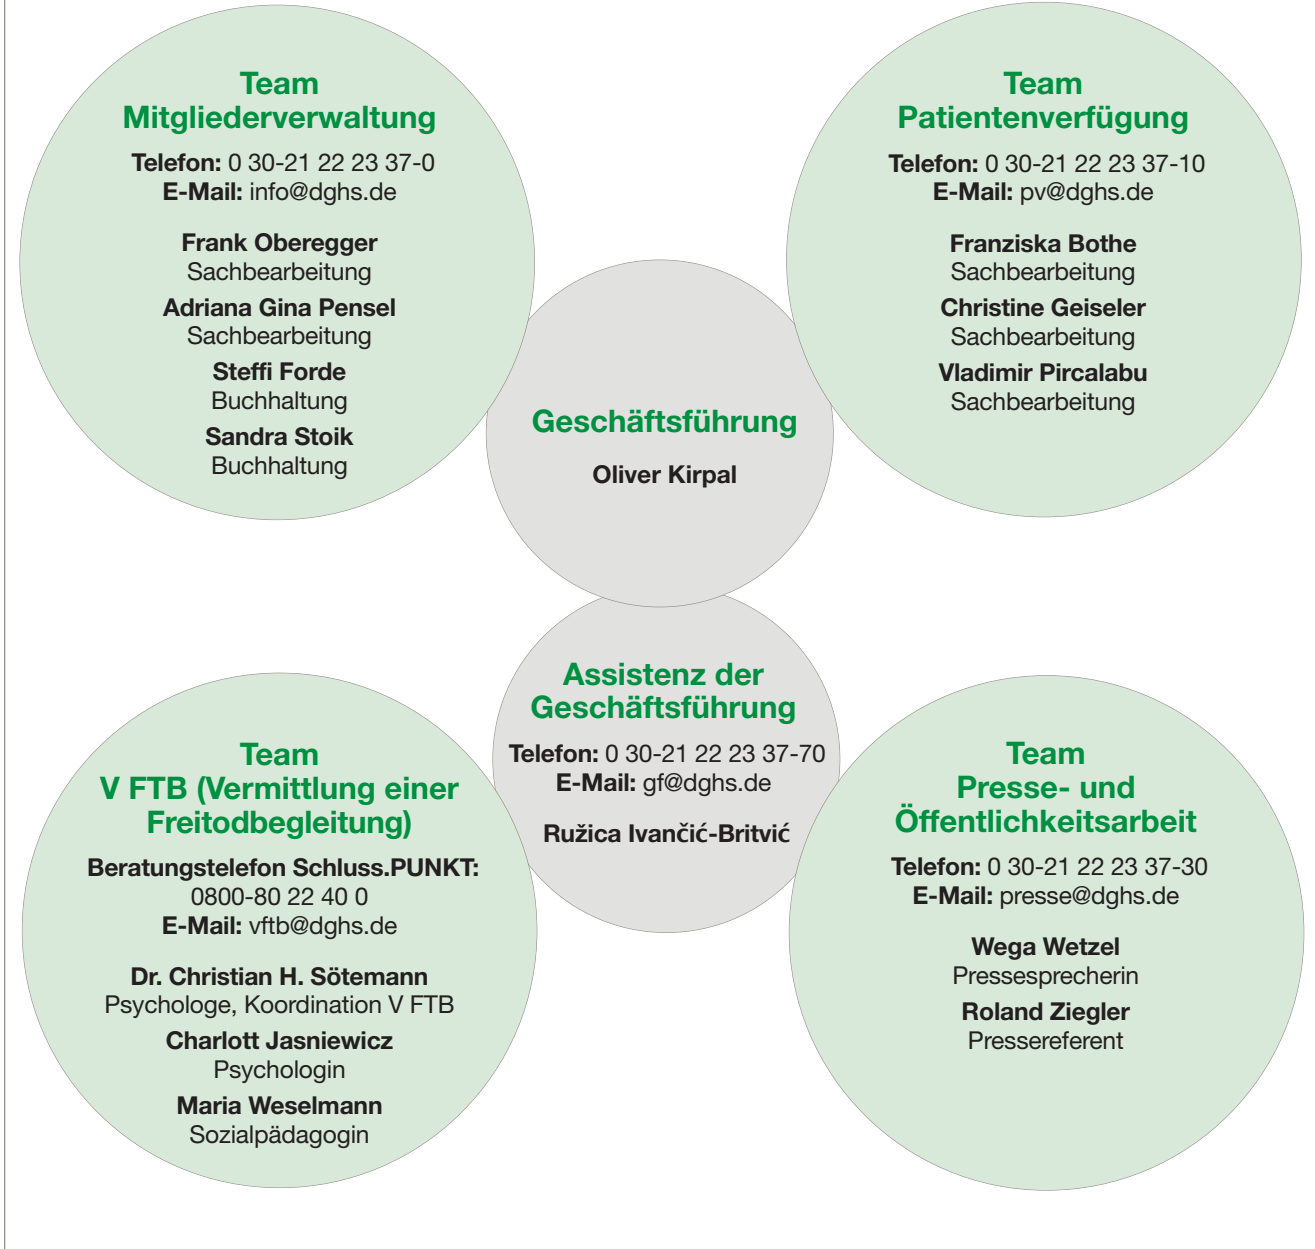 Team
Mitgliederverwaltung
Telefon: 0 30-21 22 23 37-0
E-Mail: info@dghs.de
Frank Oberegger
Sachbearbeitung
Adriana Gina Pensel
Sachbearbeitung
Steffi Forde
Buchhaltung
Sandra Stoik
Buchhaltung
Team
Patientenverfügung
Telefon: 0 30-21 22 23 37-10
E-Mail: pv@dghs.de
Franziska Bothe
Sachbearbeitung
Christine Geiseler
Sachbearbeitung
Vladimir Pircalabu
Sachbearbeitung
Geschäftsführung
Oliver Kirpal
Assistenz der
Geschäftsführung
Telefon: 0 30-21 22 23 37-70
E-Mail: gf@dghs.de
Ružica Ivančić-Britvić
Team
V FTB (Vermittlung einer
Freitodbegleitung)
Beratungstelefon Schluss.PUNKT:
0800-80 22 40 0
E-Mail: vftb@dghs.de
Dr. Christian H. Sötemann
Psychologe, Koordination V FTB
Charlott Jasniewicz
Psychologin
Maria Weselmann
Sozialpädagogin
Team
Presse- und
Öffentlichkeitsarbeit
Telefon: 0 30-21 22 23 37-30
E-Mail: presse@dghs.de
Wega Wetzel
Pressesprecherin
Roland Ziegler
Pressereferent